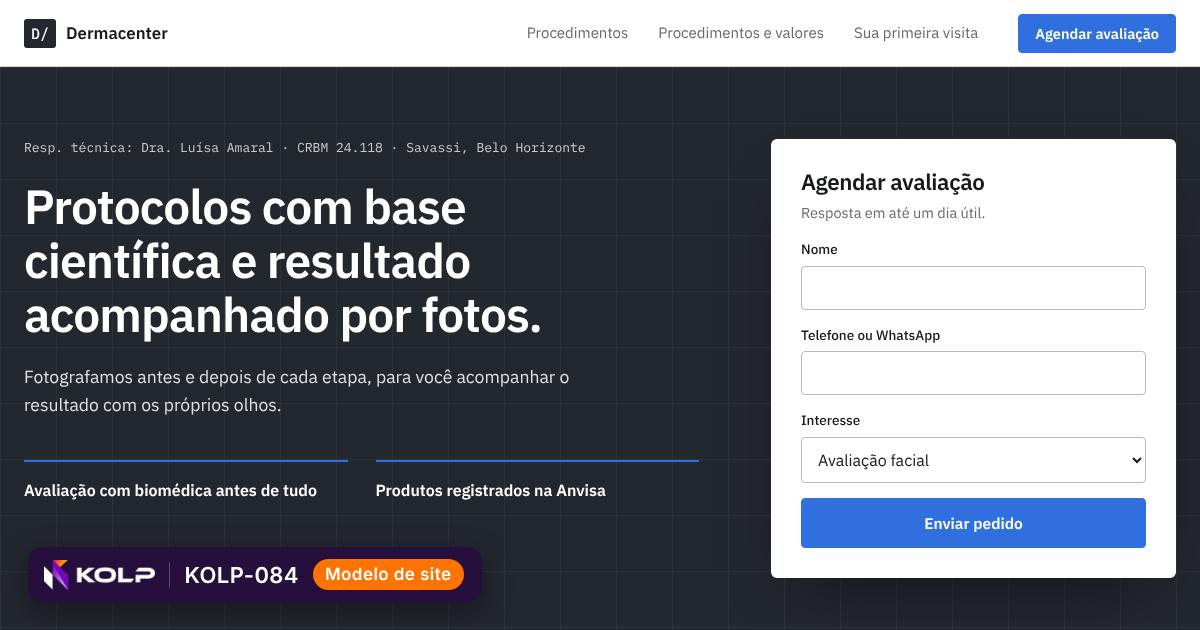 D/ Dermacenter
Procedimentos
Procedimentos e valores
Sua primeira visita
Agendar avaliação
Resp. técnica: Dra. Luísa Amaral · CRBM 24.118 · Savassi, Belo Horizonte
Protocolos com base
científica e resultado
acompanhado por fotos.
Fotografamos antes e depois de cada etapa, para você acompanhar o
resultado com os próprios olhos.
Avaliação com biomédica antes de tudo
Produtos registrados na Anvisa
KOLP
KOLP-084
Modelo de site
Agendar avaliação
Resposta em até um dia útil.
Nome
Telefone ou WhatsApp
Interesse
Avaliação facial
Enviar pedido